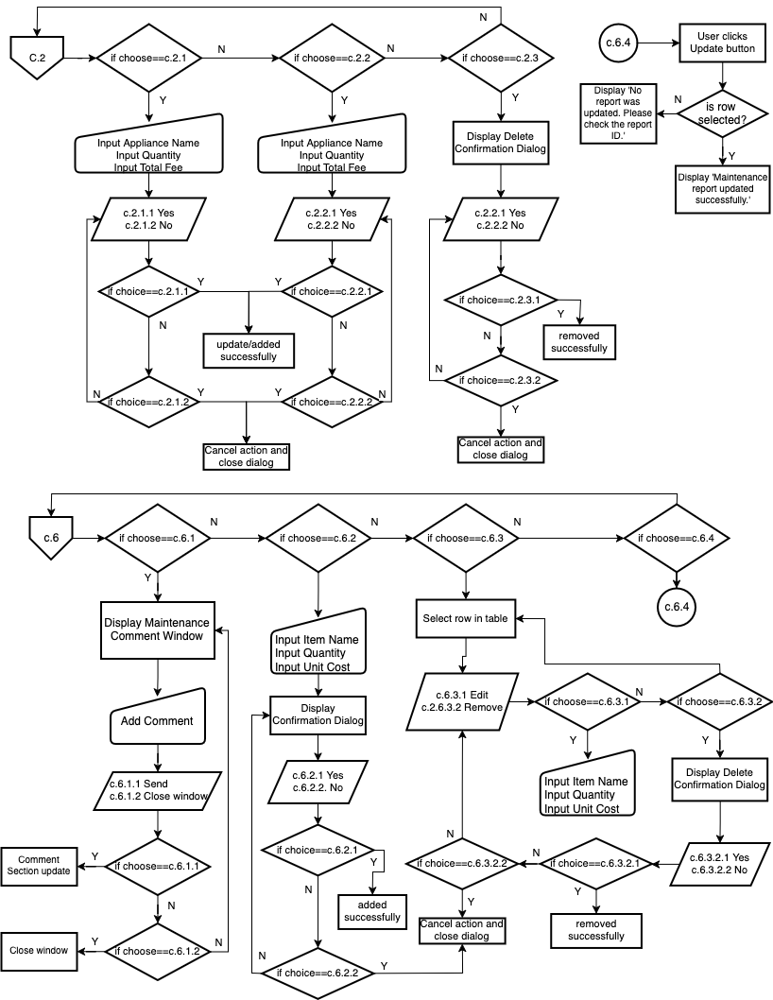 N
C.2
if choose==c.2.1
N
if choose==c.2.2
N
if choose==c.2.3
Y
Y
Y
Input Appliance Name
Input Quantity
Input Total Fee
Input Appliance Name
Input Quantity
Input Total Fee
Display Delete
Confirmation Dialog
c.2.1.1 Yes
c.2.1.2 No
c.2.2.1 Yes
c.2.2.2 No
c.2.2.1 Yes
c.2.2.2 No
if choice==c.2.1.1
Y
Y
if choice==c.2.2.1
if choice==c.2.3.1
Y
N
N
N
update/added
successfully
removed
successfully
N
if choice==c.2.3.2
N
if choice==c.2.1.2
Y
Y
if choice==c.2.2.2
N
Y
Cancel action and
close dialog
Cancel action and
close dialog
c.6.4
User clicks
Update button
Display 'No
report was
updated. Please
check the report
ID.'
N
is row
selected?
Y
Display 'Maintenance
report updated
successfully.'
c.6
if choose==c.6.1
N
if choose==c.6.2
N
if choose==c.6.3
N
if choose==c.6.4
Y
c.6.4
Display Maintenance
Comment Window
Input Item Name
Input Quantity
Input Unit Cost
Select row in table
Add Comment
Display
Confirmation Dialog
c.6.3.1 Edit
c.2.6.3.2 Remove
if choose==c.6.3.1
N
if choose==c.6.3.2
Y
Y
c.6.1.1 Send
c.6.1.2 Close window
c.6.2.1 Yes
c.6.2.2. No
Input Item Name
Input Quantity
Input Unit Cost
Display Delete
Confirmation Dialog
Comment
Section update
Y
if choose==c.6.1.1
N
if choice==c.6.2.1
Y
N
added
successfully
N
if choice==c.6.3.2.2
N
if choice==c.6.3.2.1
c.6.3.2.1 Yes
c.6.3.2.2 No
Y
Y
Cancel action and
close dialog
removed
successfully
Close window
Y
if choose==c.6.1.2
N
N
if choice==c.6.2.2
Y